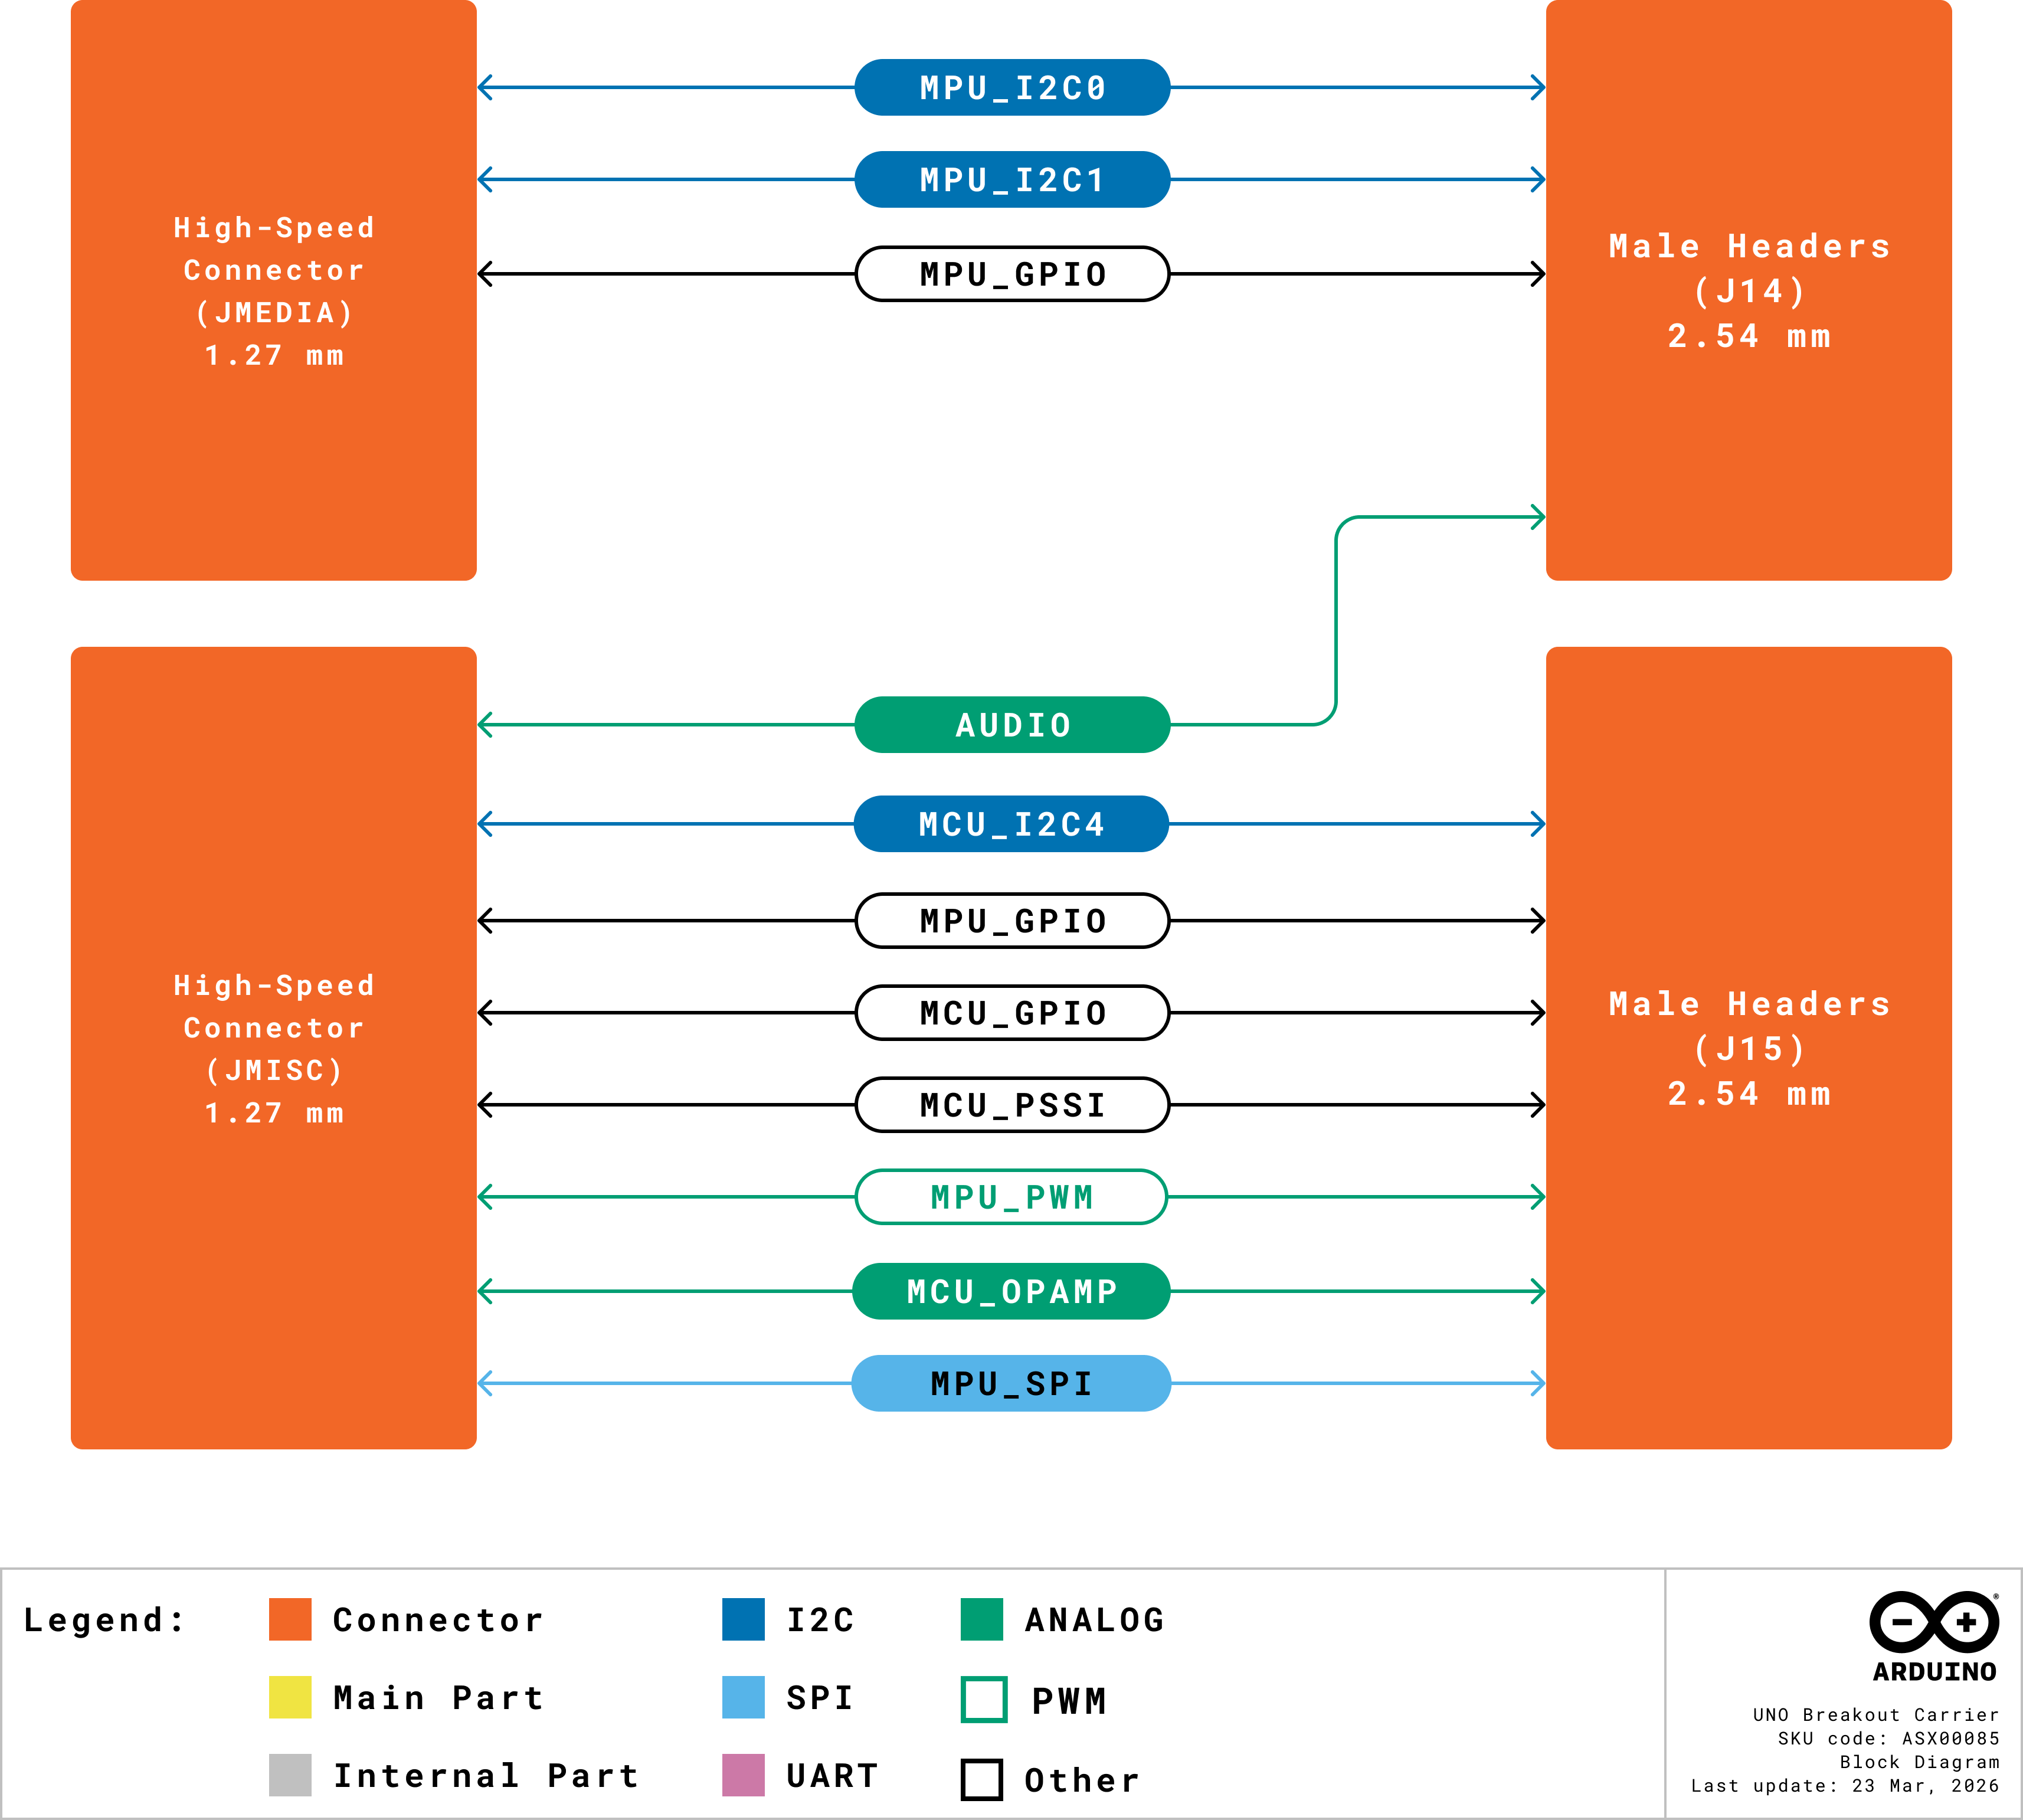 High-Speed
Connector
(JMEDIA)
1.27 mm
MPU_I2C0
MPU_I2C1
MPU_GPIO
Male Headers
(J14)
2.54 mm
High-Speed
Connector
(JMISC)
1.27 mm
AUDIO
MCU_I2C4
MPU_GPIO
MCU_GPIO
MCU_PSSI
MPU_PWM
MCU_OPAMP
MPU_SPI
Male Headers
(J15)
2.54 mm
Legend:
Connector
Main Part
Internal Part
I2C
SPI
UART
ANALOG
PWM
Other
®
ARDUINO
UNO Breakout Carrier
SKU code: ASX00085
Block Diagram
Last update: 23 Mar, 2026